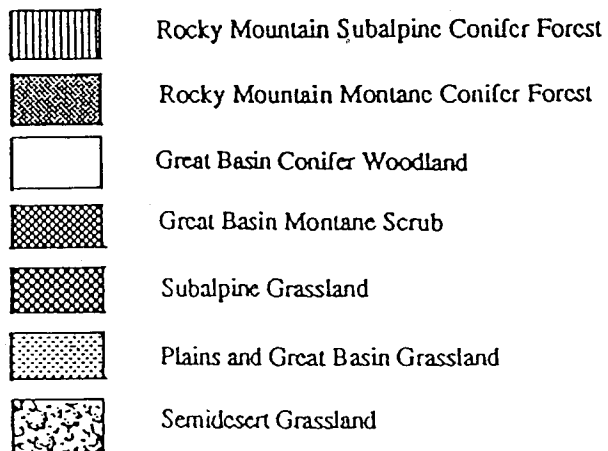 Rocky Mountain Subalpine Conifer Forest
Rocky Mountain Montane Conifer Forest
Great Basin Conifer Woodland
Great Basin Montane Scrub
Subalpine Grassland
Plains and Great Basin Grassland
Semidesert Grassland